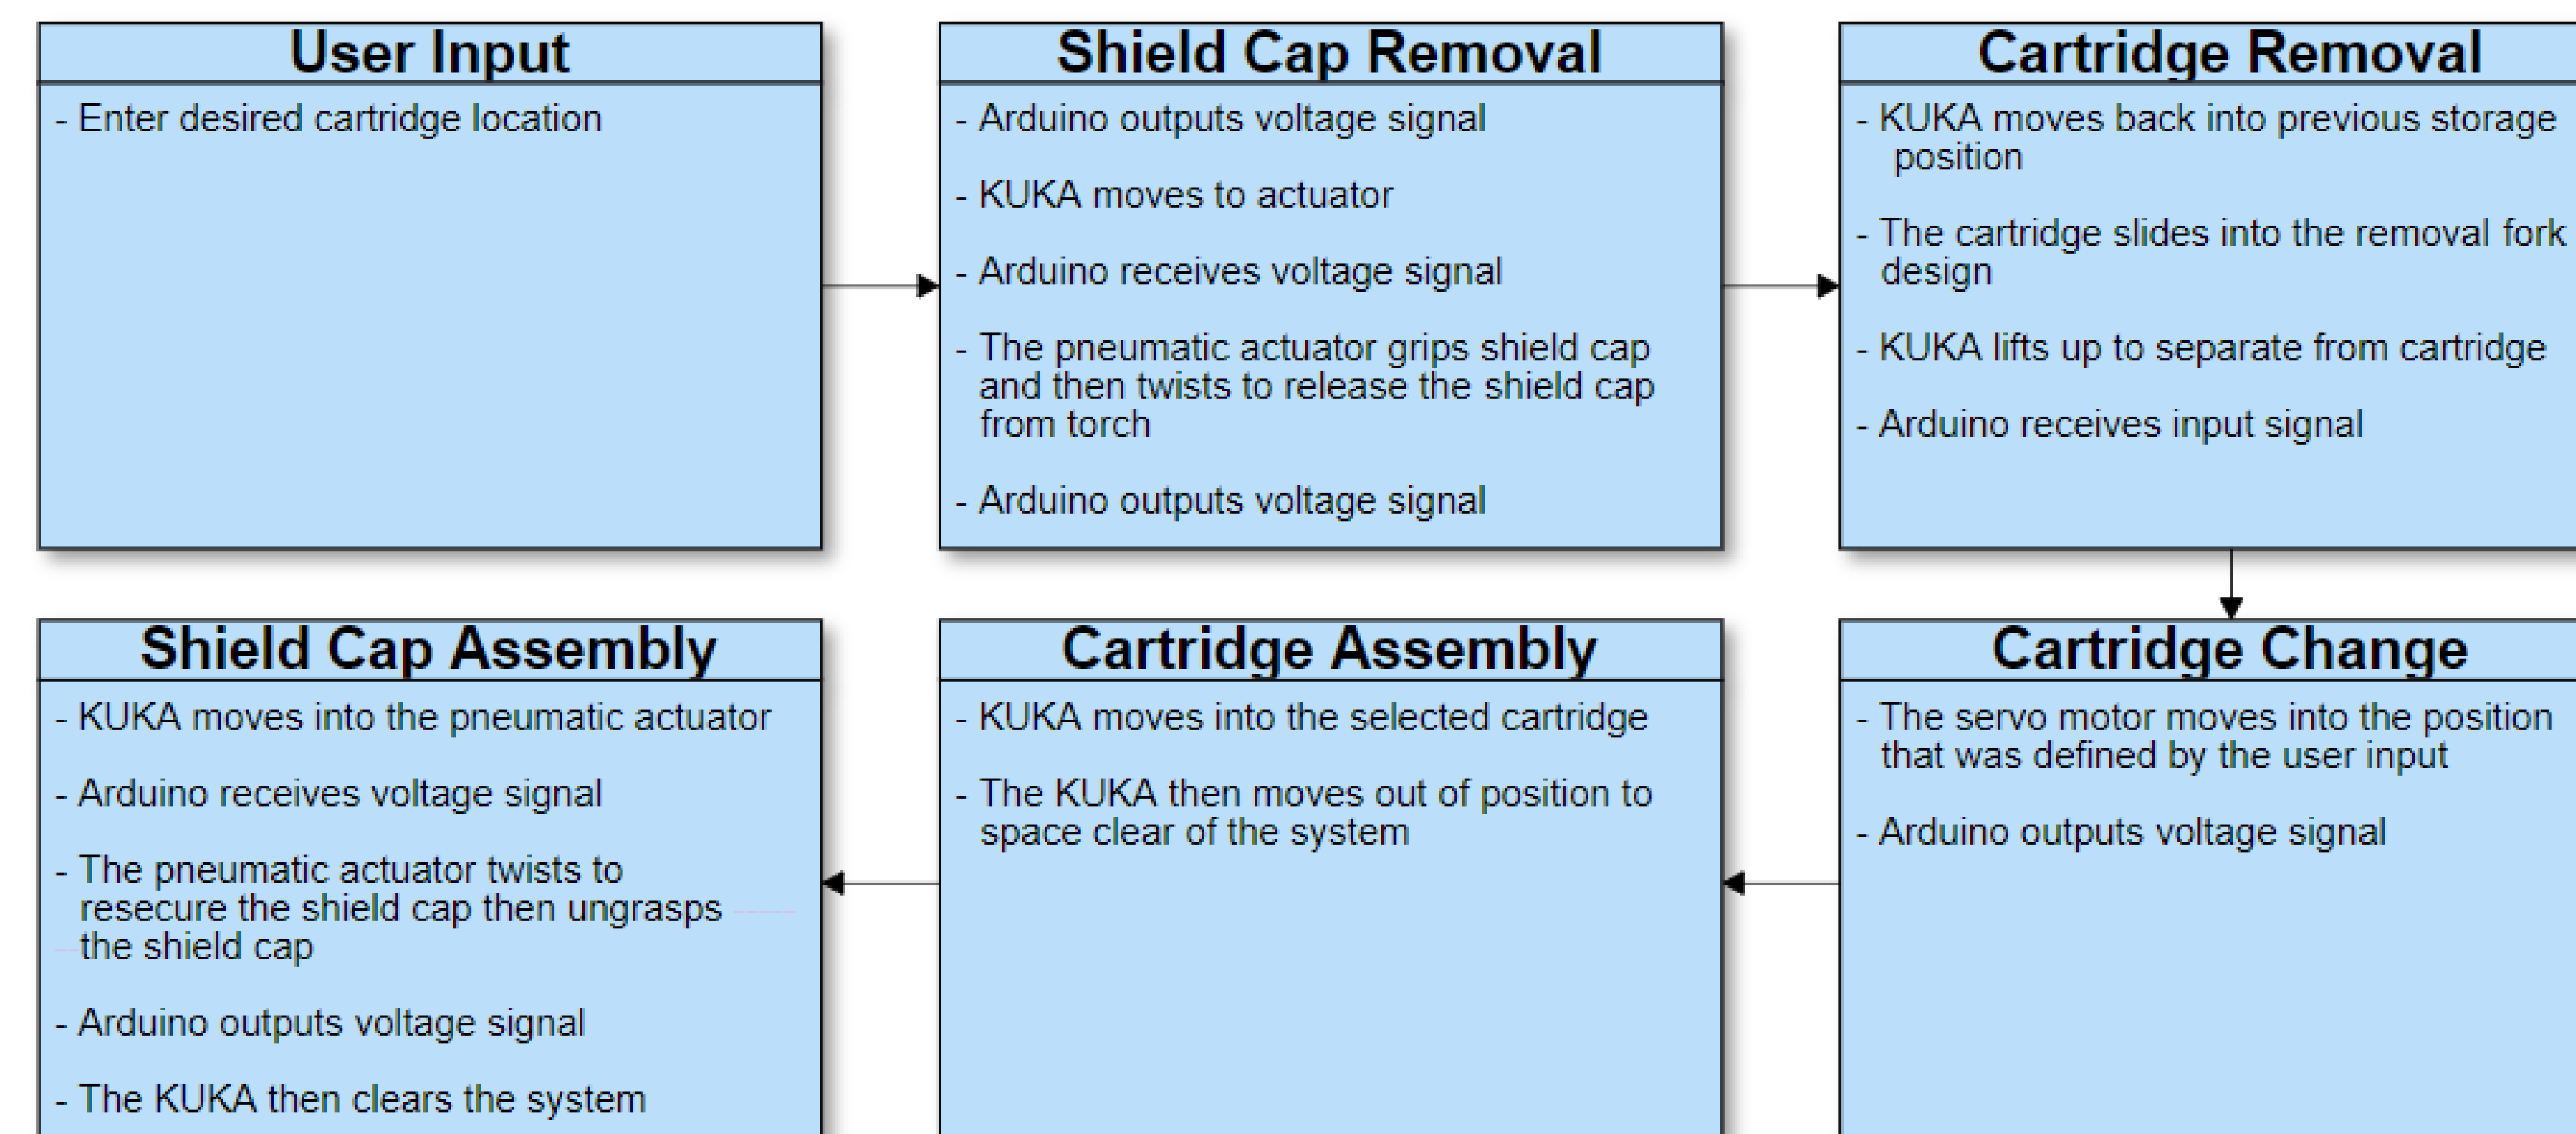 User Input
- Enter desired cartridge location
Shield Cap Removal
- Arduino outputs voltage signal
- KUKA moves to actuator
- Arduino receives voltage signal
- The pneumatic actuator grips shield cap
and then twists to release the shield cap
from torch
- Arduino outputs voltage signal
Cartridge Removal
- KUKA moves back into previous storage
position
- The cartridge slides into the removal fork
design
- KUKA lifts up to separate from cartridge
- Arduino receives input signal
Cartridge Change
- The servo motor moves into the position
that was defined by the user input
- Arduino outputs voltage signal
Cartridge Assembly
- KUKA moves into the selected cartridge
- The KUKA then moves out of position to
space clear of the system
Shield Cap Assembly
- KUKA moves into the pneumatic actuator
- Arduino receives voltage signal
- The pneumatic actuator twists to
resecure the shield cap then ungrasps
the shield cap
- Arduino outputs voltage signal
- The KUKA then clears the system